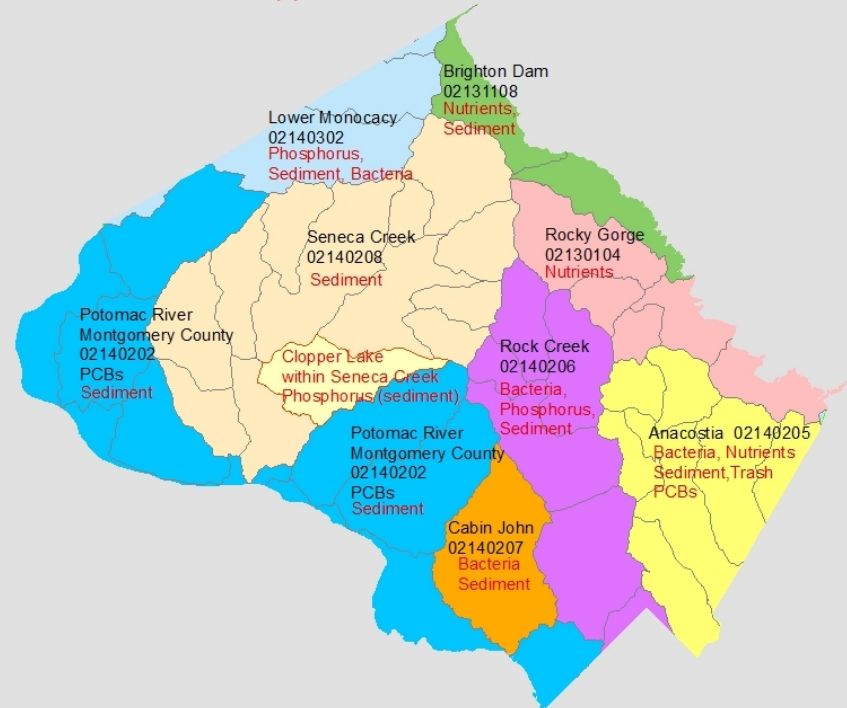 Brighton Dam
02131108
Nutrients,
Sediment
Lower Monocacy
02140302
Phosphorus,
Sediment, Bacteria
Seneca Creek
02140208
Sediment
Rocky Gorge
02130104
Nutrients
Potomac River
Montgomery County
02140202
PCBs
Sediment
Clopper Lake
within Seneca Creek
Phosphorus (sediment)
Rock Creek
02140206
Bacteria,
Phosphorus,
Sediment
Potomac River
Montgomery County
02140202
PCBs
Sediment
Anacostia 02140205
Bacteria, Nutrients
Sediment,Trash
PCBs
Cabin John
02140207
Bacteria
Sediment